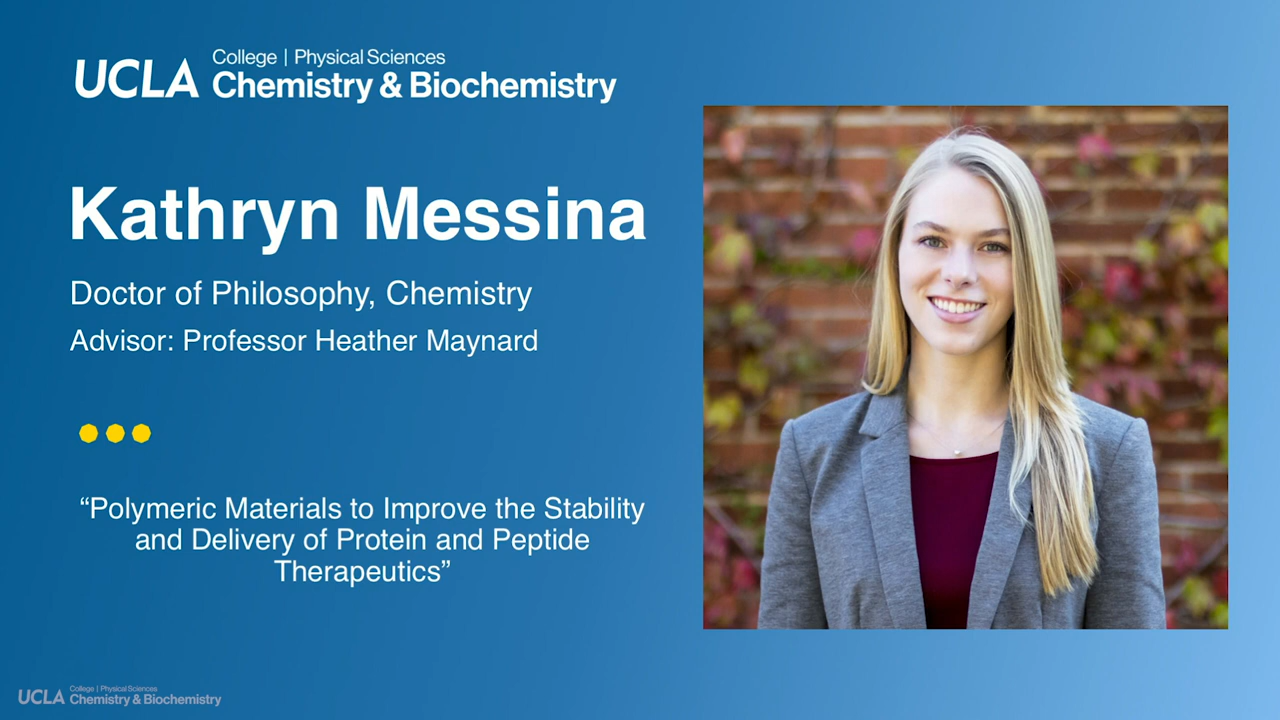 UCLA College | Physical Sciences
Chemistry & Biochemistry
Kathryn Messina
Doctor of Philosophy, Chemistry
Advisor: Professor Heather Maynard
“Polymeric Materials to Improve the Stability
and Delivery of Protein and Peptide
Therapeutics”
UCLA College | Physical Sciences
Chemistry & Biochemistry